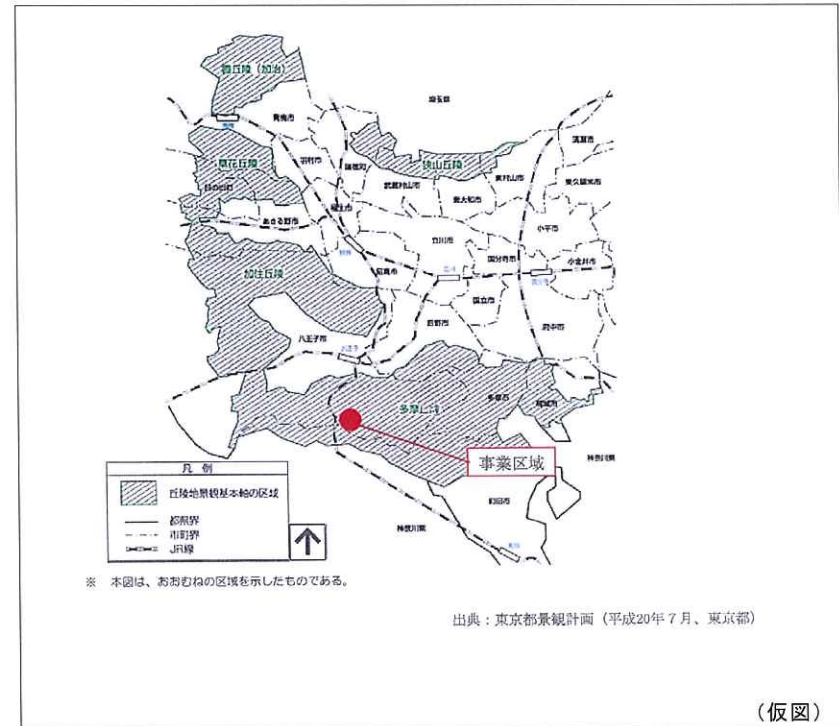 霞丘陵（加治）
埼玉県
青梅市
清瀬市
草花丘陵
羽村市
瑞穂町
狭山丘陵
東村山市
東久留米市
武蔵村山市
東大和市
日の出町
福生市
小平市
あきる野市
立川市
国分寺市
小金井市
昭島市
加住丘陵
国立市
日野市
府中市
八王子市
多摩市
稲城市
事業区域
神奈川県
町田市
神奈川県
凡 例
丘陵地景観基本軸の区域
都県界
市町界
JR線
※ 本図は、おおむねの区域を示したものである。
出典：東京都景観計画（平成20年７月、東京都）
（仮図）